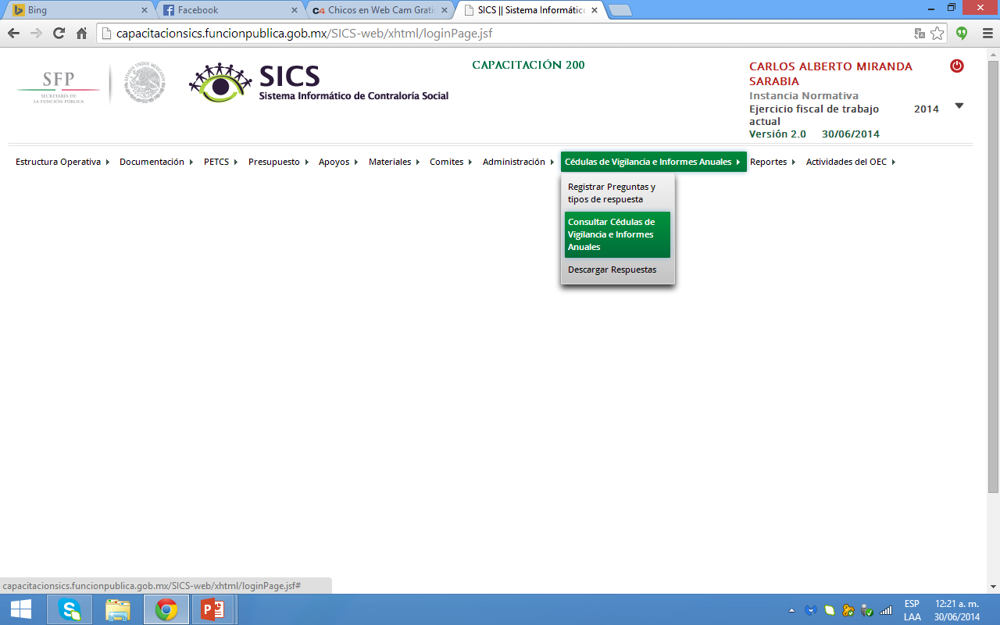 Bing
Facebook
C4 Chicos en Web Cam Grati
SICS || Sistema Informátic
capacitacionsics.funcionpublica.gob.mx/SICS-web/xhtml/loginPage.jsf
SFP
SECRETARÍA DE
LA FUNCIÓN PÚBLICA
ESTADOS UNIDOS MEXICANOS
SICS
Sistema Informático de Contraloría Social
CAPACITACIÓN 200
CARLOS ALBERTO MIRANDA
SARABIA
Instancia Normativa
Ejercicio fiscal de trabajo 2014
actual
Versión 2.0 30/06/2014
Estructura Operativa Documentación PETCS Presupuesto Apoyos Materiales Comites Administración Cédulas de Vigilancia e Informes Anuales Reportes Actividades del OEC
Registrar Preguntas y
tipos de respuesta
Consultar Cédulas de
Vigilancia e Informes
Anuales
Descargar Respuestas
capacitacionsics.funcionpublica.gob.mx/SICS-web/xhtml/loginPage.jsf#
ESP 12:21 a. m.
LAA 30/06/2014